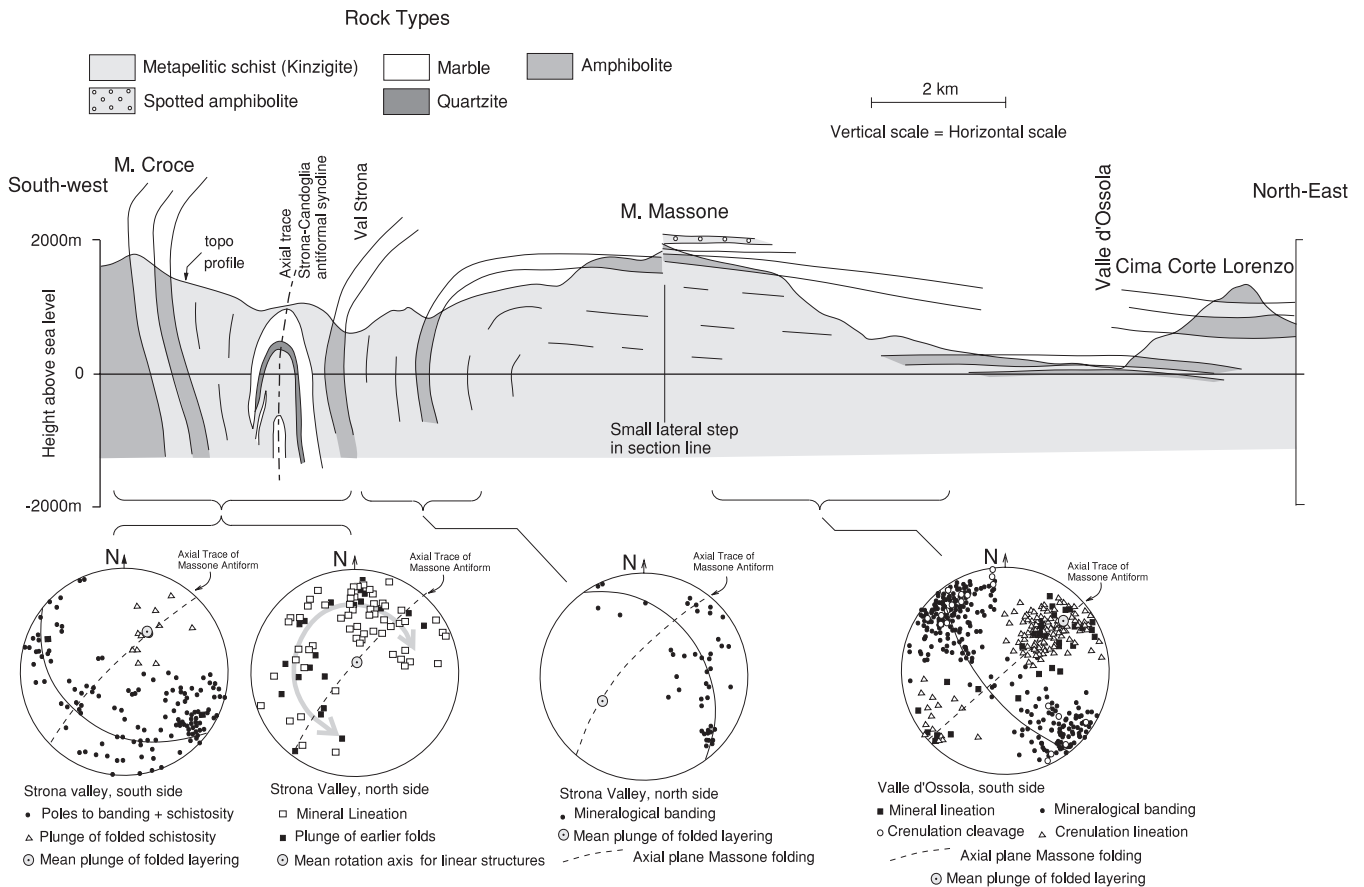 Rock Types
Metapelitic schist (Kinzigite)
Marble
Amphibolite
Spotted amphibolite
Quartzite
2 km
Vertical scale = Horizontal scale
South-west
M. Croce
Axial trace
Strona-Candoglia
antiformal syncline
Val Strona
M. Massone
Valle d'Ossola
North-East
Cima Corte Lorenzo
2000m
topo
profile
Height above sea level
0
Small lateral step
in section line
-2000m
N
Axial Trace of
Massone Antiform
N
Axial Trace of
Massone Antiform
N
Axial Trace of
Massone Antiform
N
Axial Trace of
Massone Antiform
Strona valley, south side
Poles to banding + schistosity
Plunge of folded schistosity
Mean plunge of folded layering
Strona Valley, north side
Mineral Lineation
Plunge of earlier folds
Mean rotation axis for linear structures
Strona Valley, north side
Mineralogical banding
Mean plunge of folded layering
Axial plane Massone folding
Valle d'Ossola, south side
Mineral lineation
Mineralogical banding
Crenulation cleavage
Crenulation lineation
Axial plane Massone folding
Mean plunge of folded layering